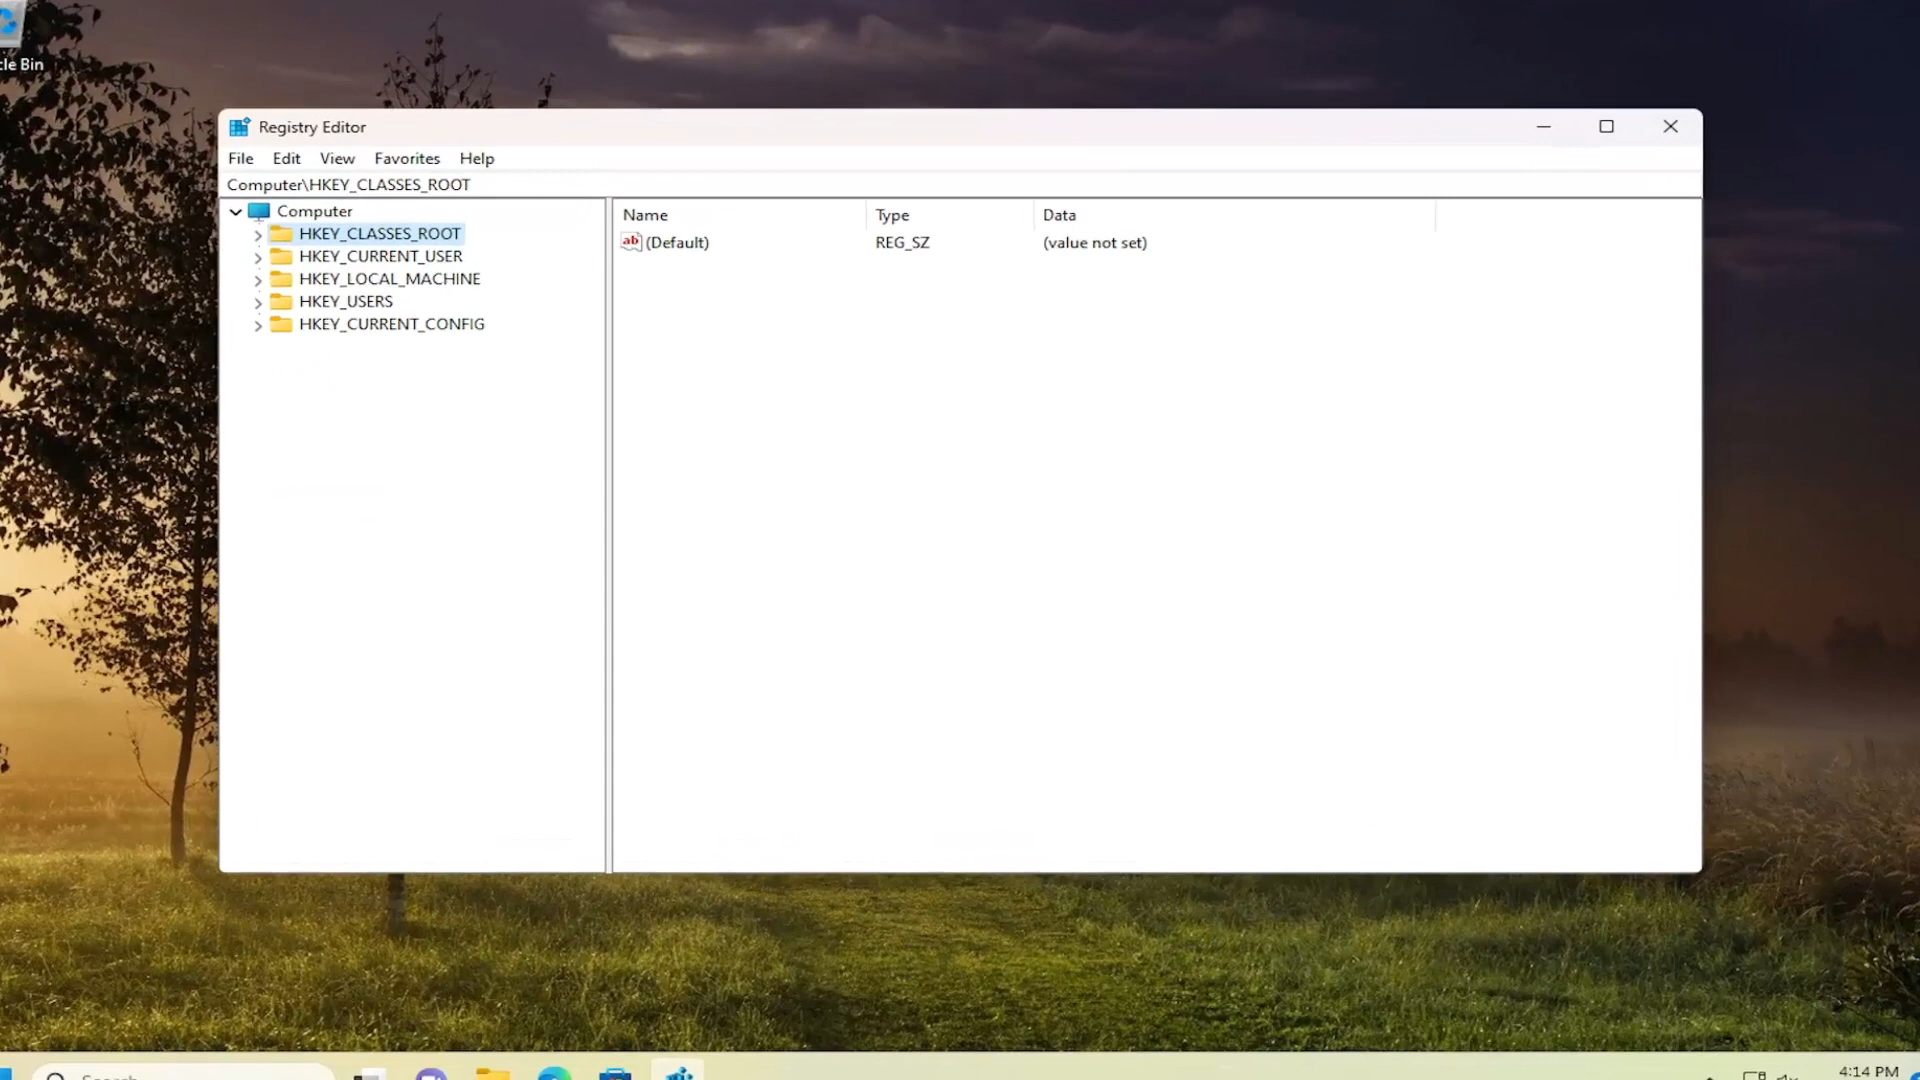 cle Bin
Registry Editor
File Edit View Favorites Help
Computer\HKEY_CLASSES_ROOT
Computer
HKEY_CLASSES_ROOT
HKEY_CURRENT_USER
HKEY_LOCAL_MACHINE
HKEY_USERS
HKEY_CURRENT_CONFIG
Name Type Data
ab (Default) REG_SZ (value not set)
Search
4:14 PM